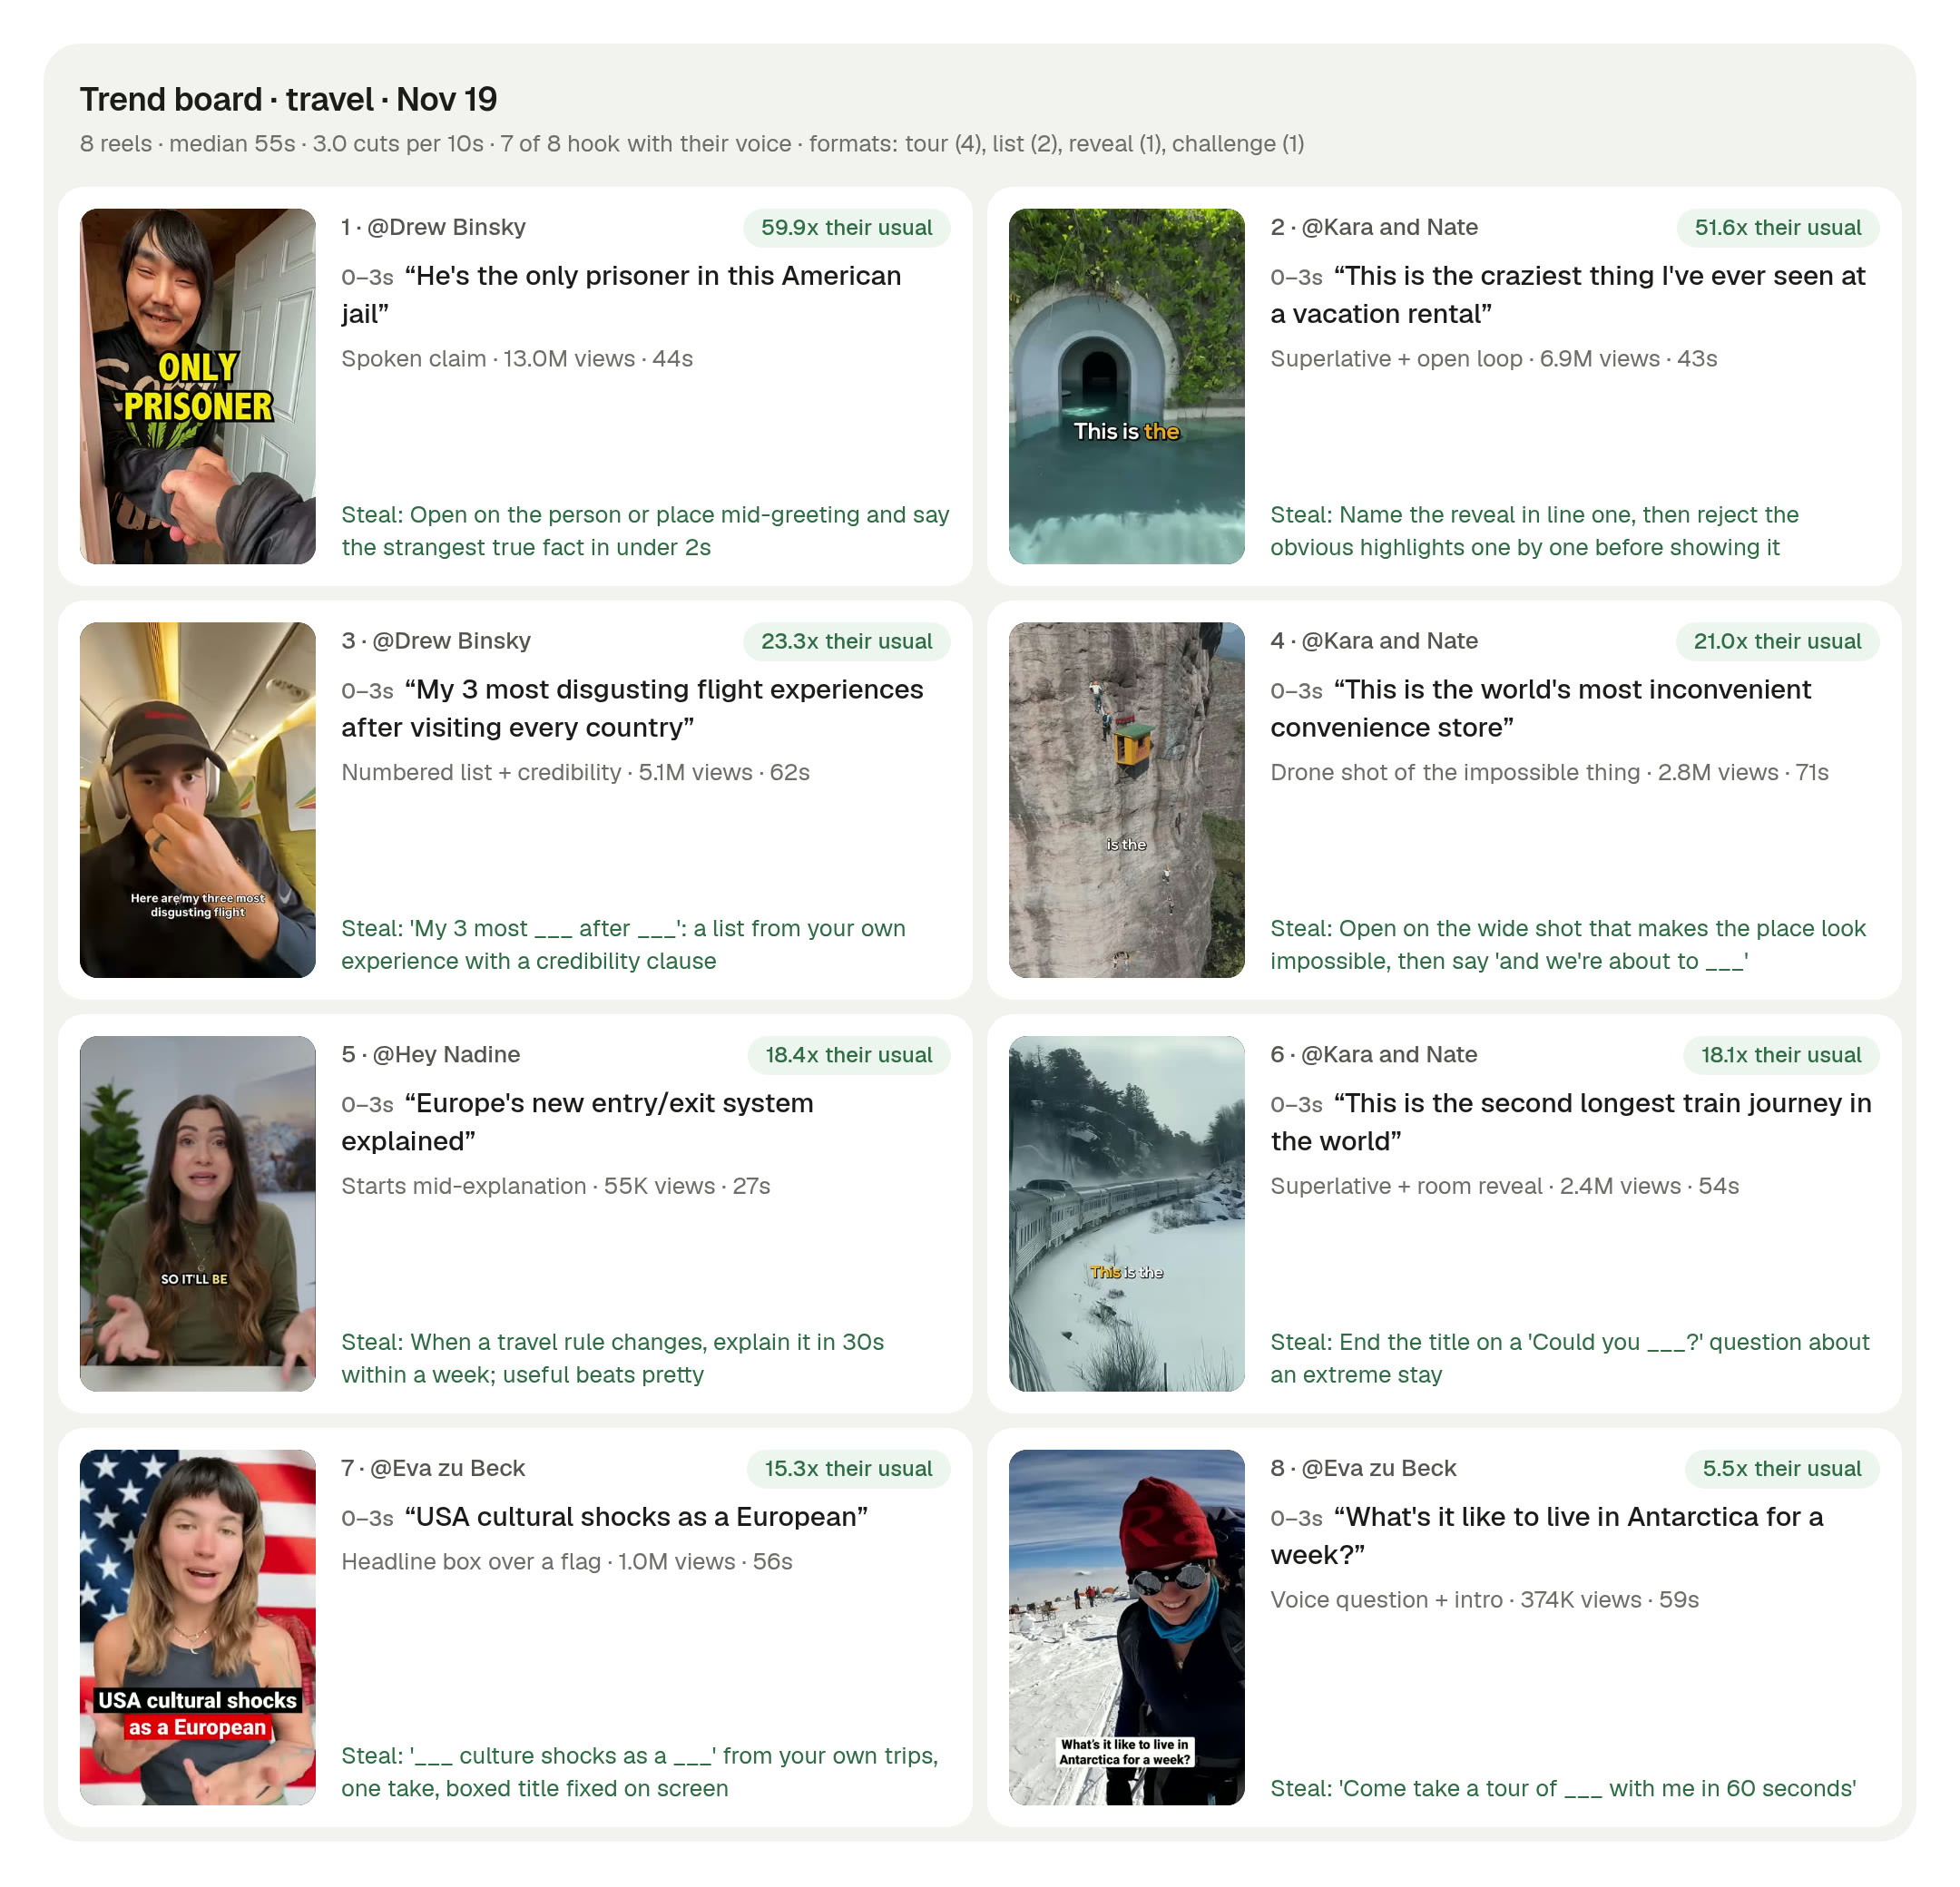 Trend board · travel · Nov 19
8 reels · median 55s · 3.0 cuts per 10s · 7 of 8 hook with their voice · formats: tour (4), list (2), reveal (1), challenge (1)
1 · @Drew Binsky
59.9x their usual
0–3s “He's the only prisoner in this American
jail”
Spoken claim · 13.0M views · 44s
Steal: Open on the person or place mid-greeting and say
the strangest true fact in under 2s
ONLY
PRISONER
2 · @Kara and Nate
51.6x their usual
0–3s “This is the craziest thing I've ever seen at
a vacation rental”
Superlative + open loop · 6.9M views · 43s
Steal: Name the reveal in line one, then reject the
obvious highlights one by one before showing it
This is the
3 · @Drew Binsky
23.3x their usual
0–3s “My 3 most disgusting flight experiences
after visiting every country”
Numbered list + credibility · 5.1M views · 62s
Steal: 'My 3 most ___ after ___': a list from your own
experience with a credibility clause
Here are my three most
disgusting flight
4 · @Kara and Nate
21.0x their usual
0–3s “This is the world's most inconvenient
convenience store”
Drone shot of the impossible thing · 2.8M views · 71s
Steal: Open on the wide shot that makes the place look
impossible, then say 'and we're about to ___'
is the
5 · @Hey Nadine
18.4x their usual
0–3s “Europe's new entry/exit system
explained”
Starts mid-explanation · 55K views · 27s
Steal: When a travel rule changes, explain it in 30s
within a week; useful beats pretty
SO IT'LL BE
6 · @Kara and Nate
18.1x their usual
0–3s “This is the second longest train journey in
the world”
Superlative + room reveal · 2.4M views · 54s
Steal: End the title on a 'Could you ___?' question about
an extreme stay
This is the
7 · @Eva zu Beck
15.3x their usual
0–3s “USA cultural shocks as a European”
Headline box over a flag · 1.0M views · 56s
Steal: '___ culture shocks as a ___' from your own trips,
one take, boxed title fixed on screen
USA cultural shocks
as a European
8 · @Eva zu Beck
5.5x their usual
0–3s “What's it like to live in Antarctica for a
week?”
Voice question + intro · 374K views · 59s
Steal: 'Come take a tour of ___ with me in 60 seconds'
What's it like to live in
Antarctica for a week?